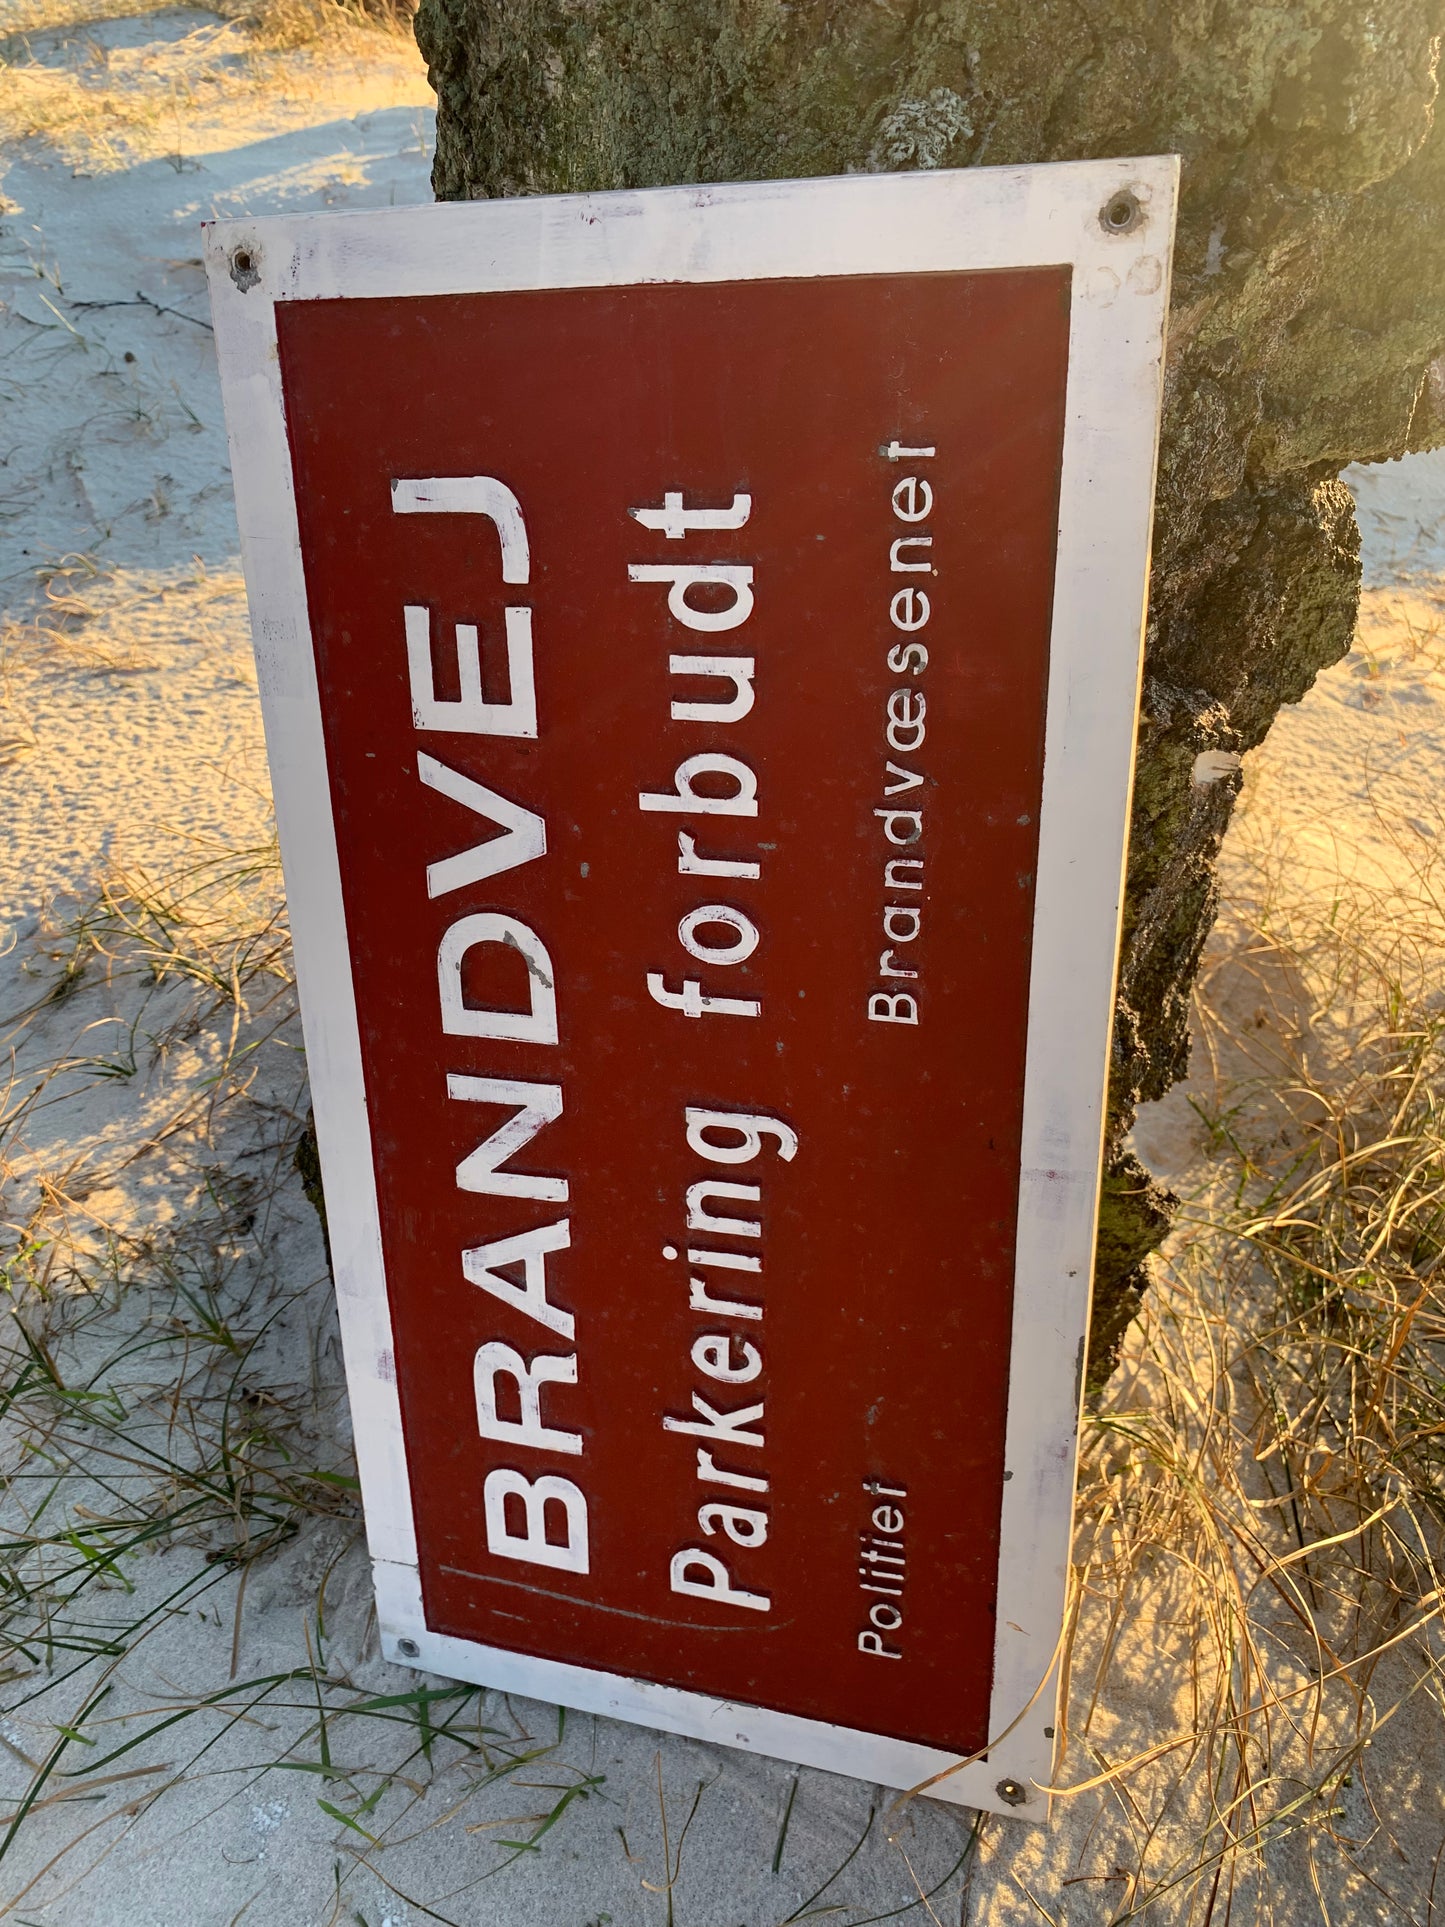 BRANDVEJ
Parkering forbudt
Politiet Brandvæsenet